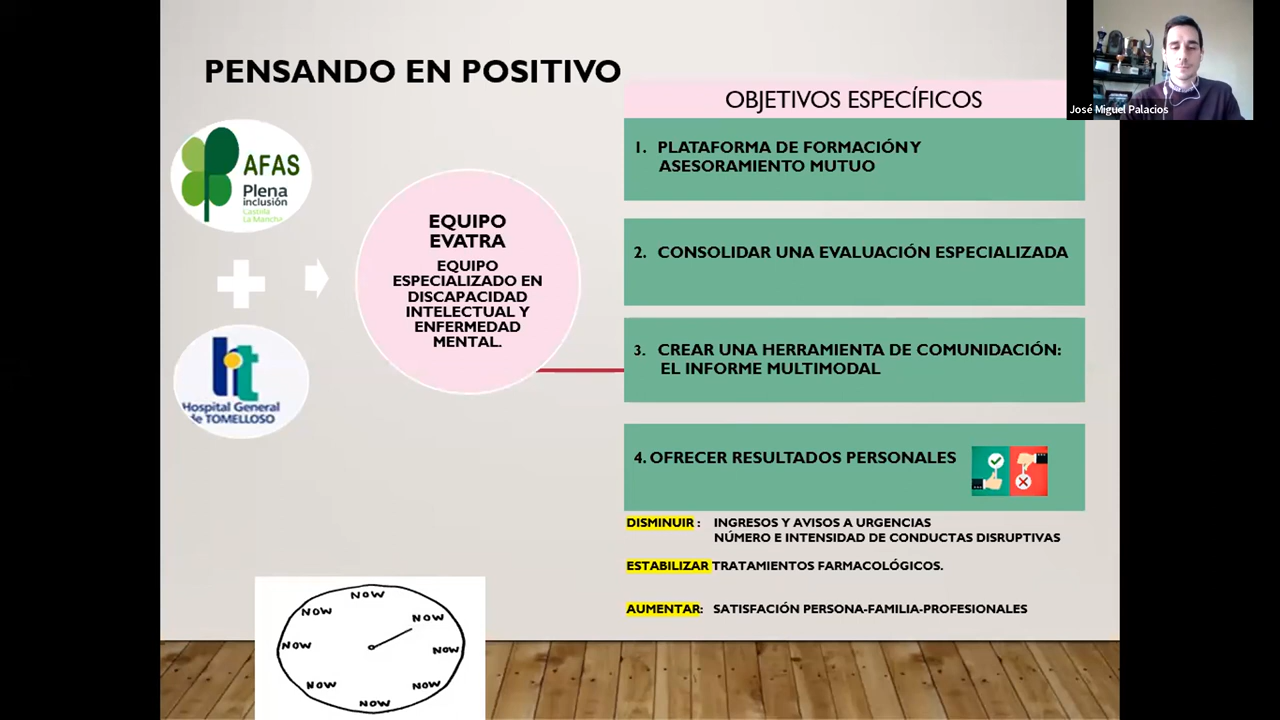 PENSANDO EN POSITIVO
AFAS
Plena
inclusión
Castilla
La Mancha
Hospital General
de TOMELLOSO
EQUIPO
EVATRA
EQUIPO
ESPECIALIZADO EN
DISCAPACIDAD
INTELECTUAL Y
ENFERMEDAD
MENTAL.
OBJETIVOS ESPECÍFICOS
1. PLATAFORMA DE FORMACIÓN Y
ASESORAMIENTO MUTUO
2. CONSOLIDAR UNA EVALUACIÓN ESPECIALIZADA
3. CREAR UNA HERRAMIENTA DE COMUNIDACIÓN:
EL INFORME MULTIMODAL
4. OFRECER RESULTADOS PERSONALES
DISMINUIR : INGRESOS Y AVISOS A URGENCIAS
NÚMERO E INTENSIDAD DE CONDUCTAS DISRUPTIVAS
ESTABILIZAR TRATAMIENTOS FARMACOLÓGICOS.
AUMENTAR: SATISFACCIÓN PERSONA-FAMILIA-PROFESIONALES
NOW
NOW
NOW
NOW
NOW
NOW
NOW
NOW
José Miguel Palacios